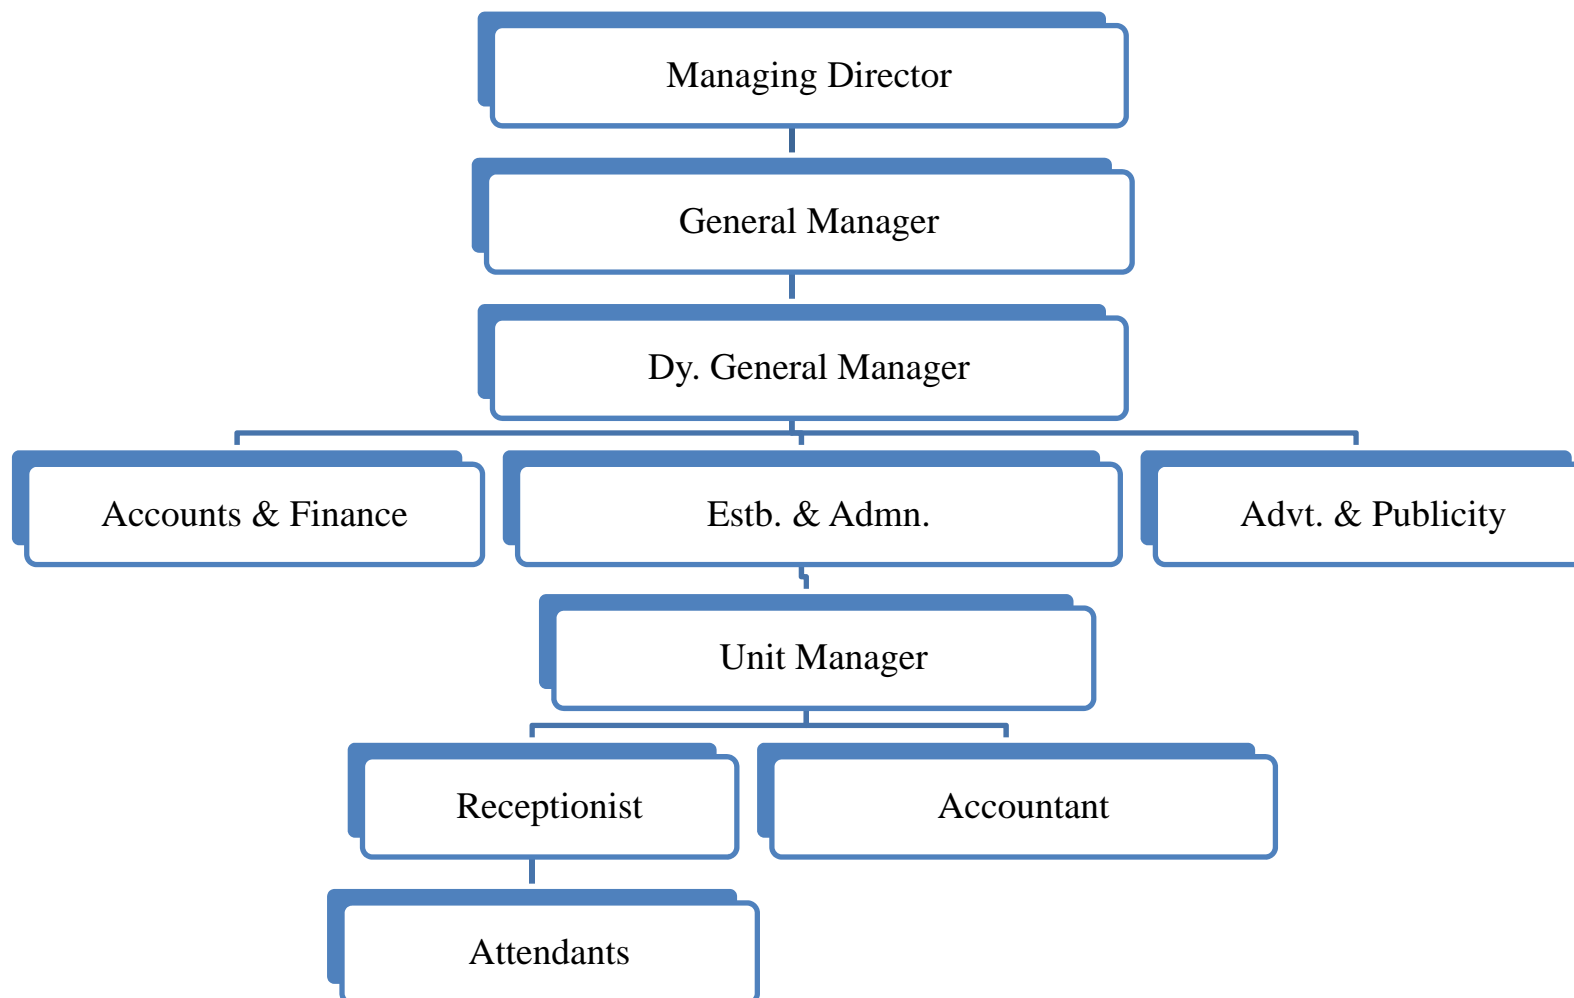 Managing Director
General Manager
Dy. General Manager
Accounts & Finance
Estb. & Admn.
Advt. & Publicity
Unit Manager
Receptionist
Accountant
Attendants